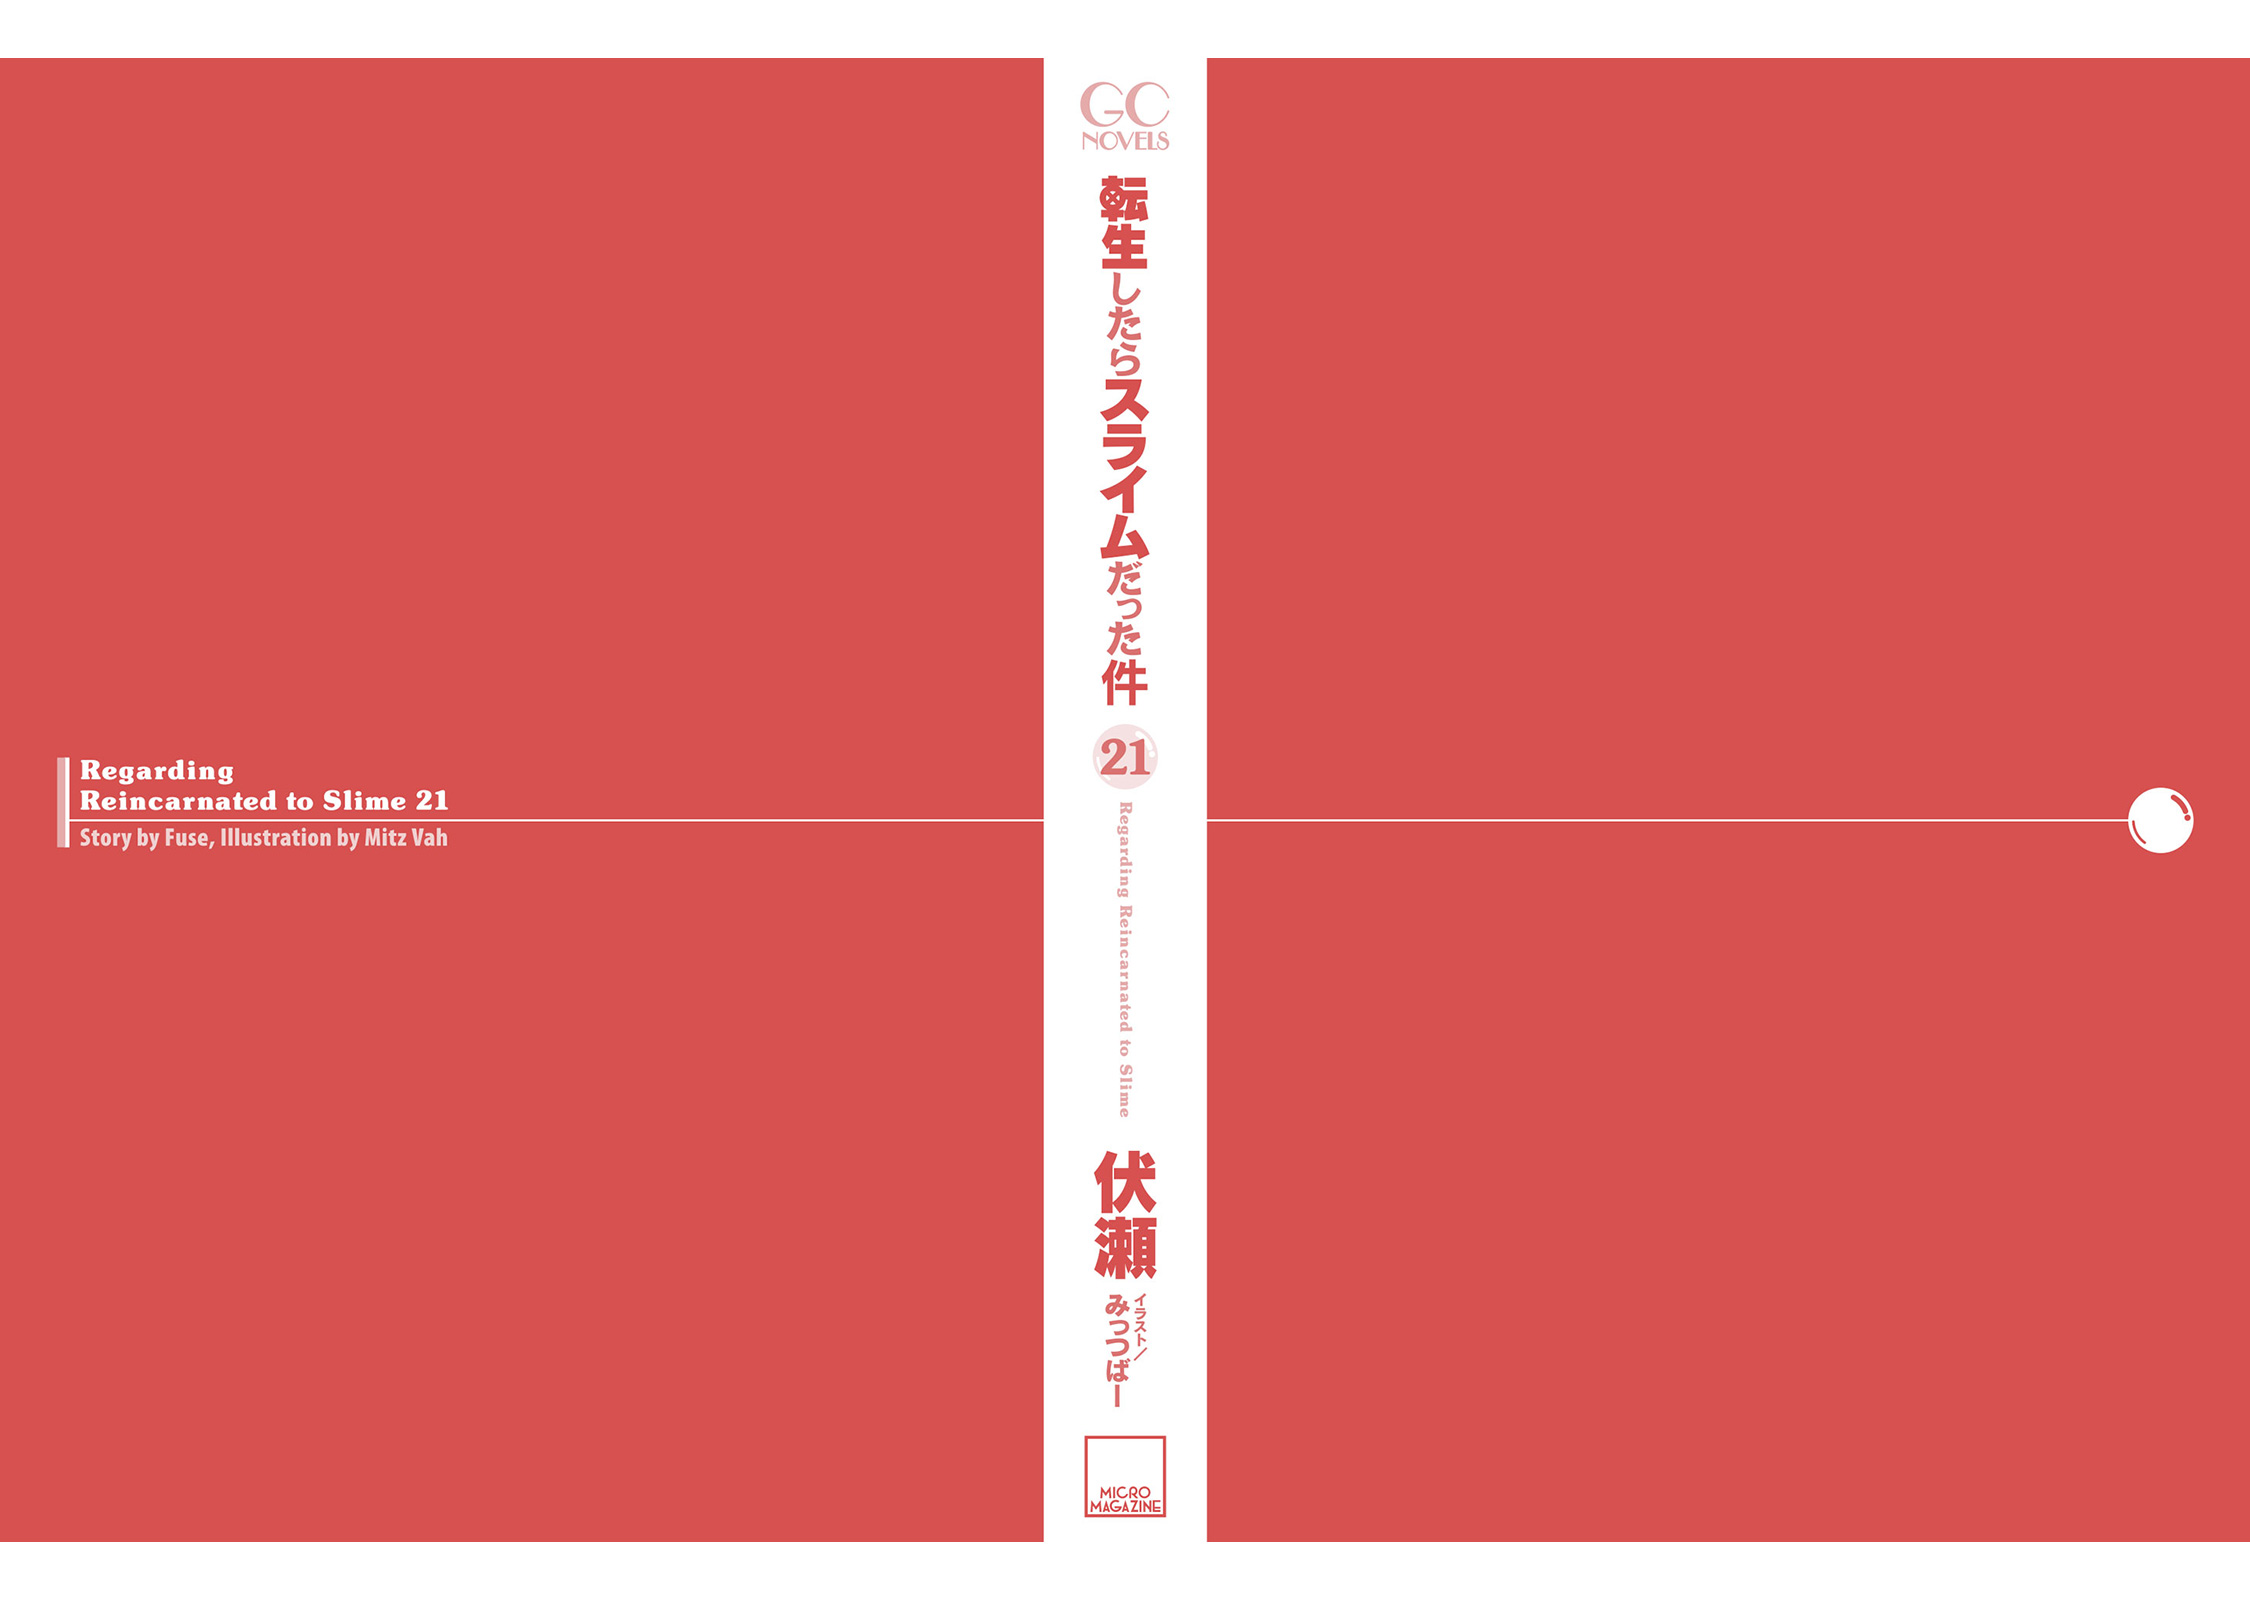 Regarding
Reincarnated to Slime 21
Story by Fuse, Illustration by Mitz Vah
GC
NOVELS
転生したらスライムだった件
21
Regarding Reincarnated to Slime
伏瀬
イラスト/
みっつばー
MICRO
MAGAZINE